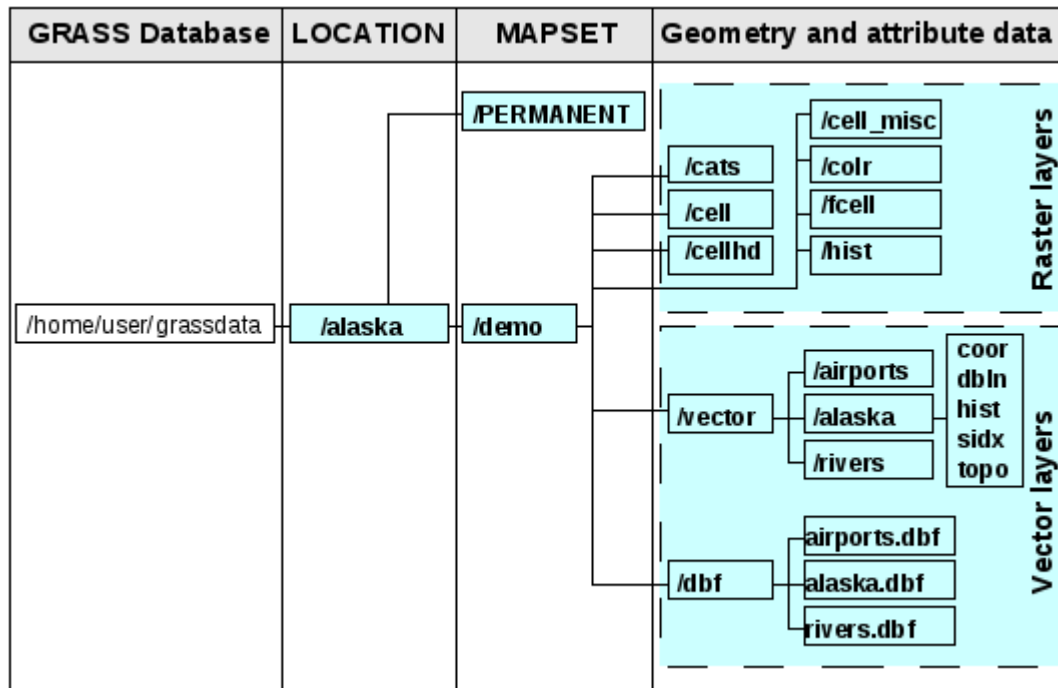 GRASS Database
LOCATION
MAPSET
Geometry and attribute data
/home/user/grassdata
/alaska
/PERMANENT
/demo
/cats
/cell
/cellhd
/cell_misc
/colr
/fcell
/hist
Raster layers
/vector
/airports
/alaska
/rivers
coor
dbln
hist
sidx
topo
/dbf
airports.dbf
alaska.dbf
rivers.dbf
Vector layers